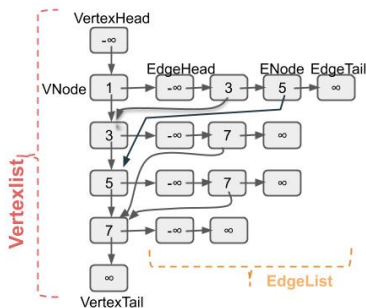 VertexHead
-∞
EdgeHead ENode EdgeTail
VNode 1 -∞ 3 5 ∞
3 -∞ 7 ∞
5 -∞ 7 ∞
7 -∞ ∞
∞
VertexTail
Vertexlist
EdgeList